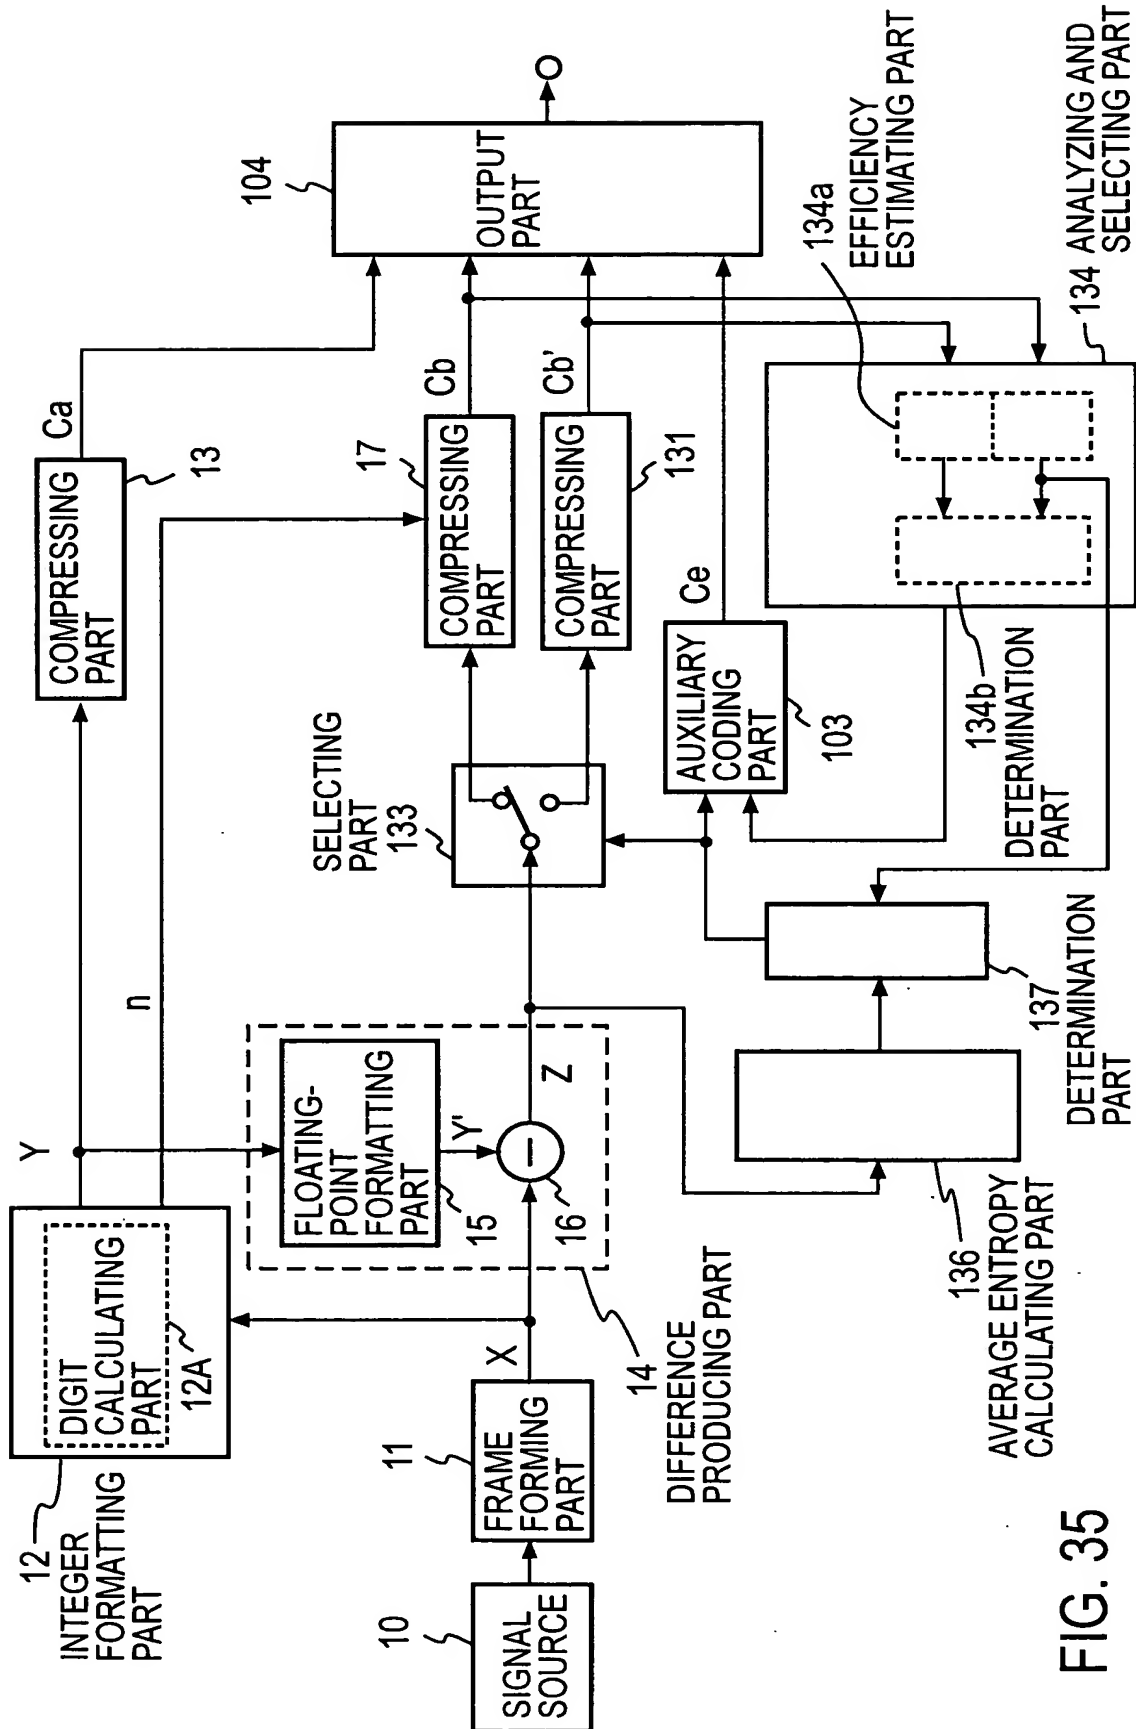 12
INTEGER
FORMATTING
PART
DIGIT
CALCULATING
PART
12A
Y
n
COMPRESSING
PART
13
Ca
104
OUTPUT
PART
10
SIGNAL
SOURCE
11
FRAME
FORMING
PART
X
14
DIFFERENCE
PRODUCING PART
FLOATING-
POINT
FORMATTING
PART
15
Y'
16
Z
SELECTING
PART
133
17
COMPRESSING
PART
Cb
COMPRESSING
PART
131
Cb'
AUXILIARY
CODING
PART
103
Ce
136
AVERAGE ENTROPY
CALCULATING PART
137
DETERMINATION
PART
134b
DETERMINATION
PART
134a
EFFICIENCY
ESTIMATING PART
134 ANALYZING AND
SELECTING PART
FIG. 35